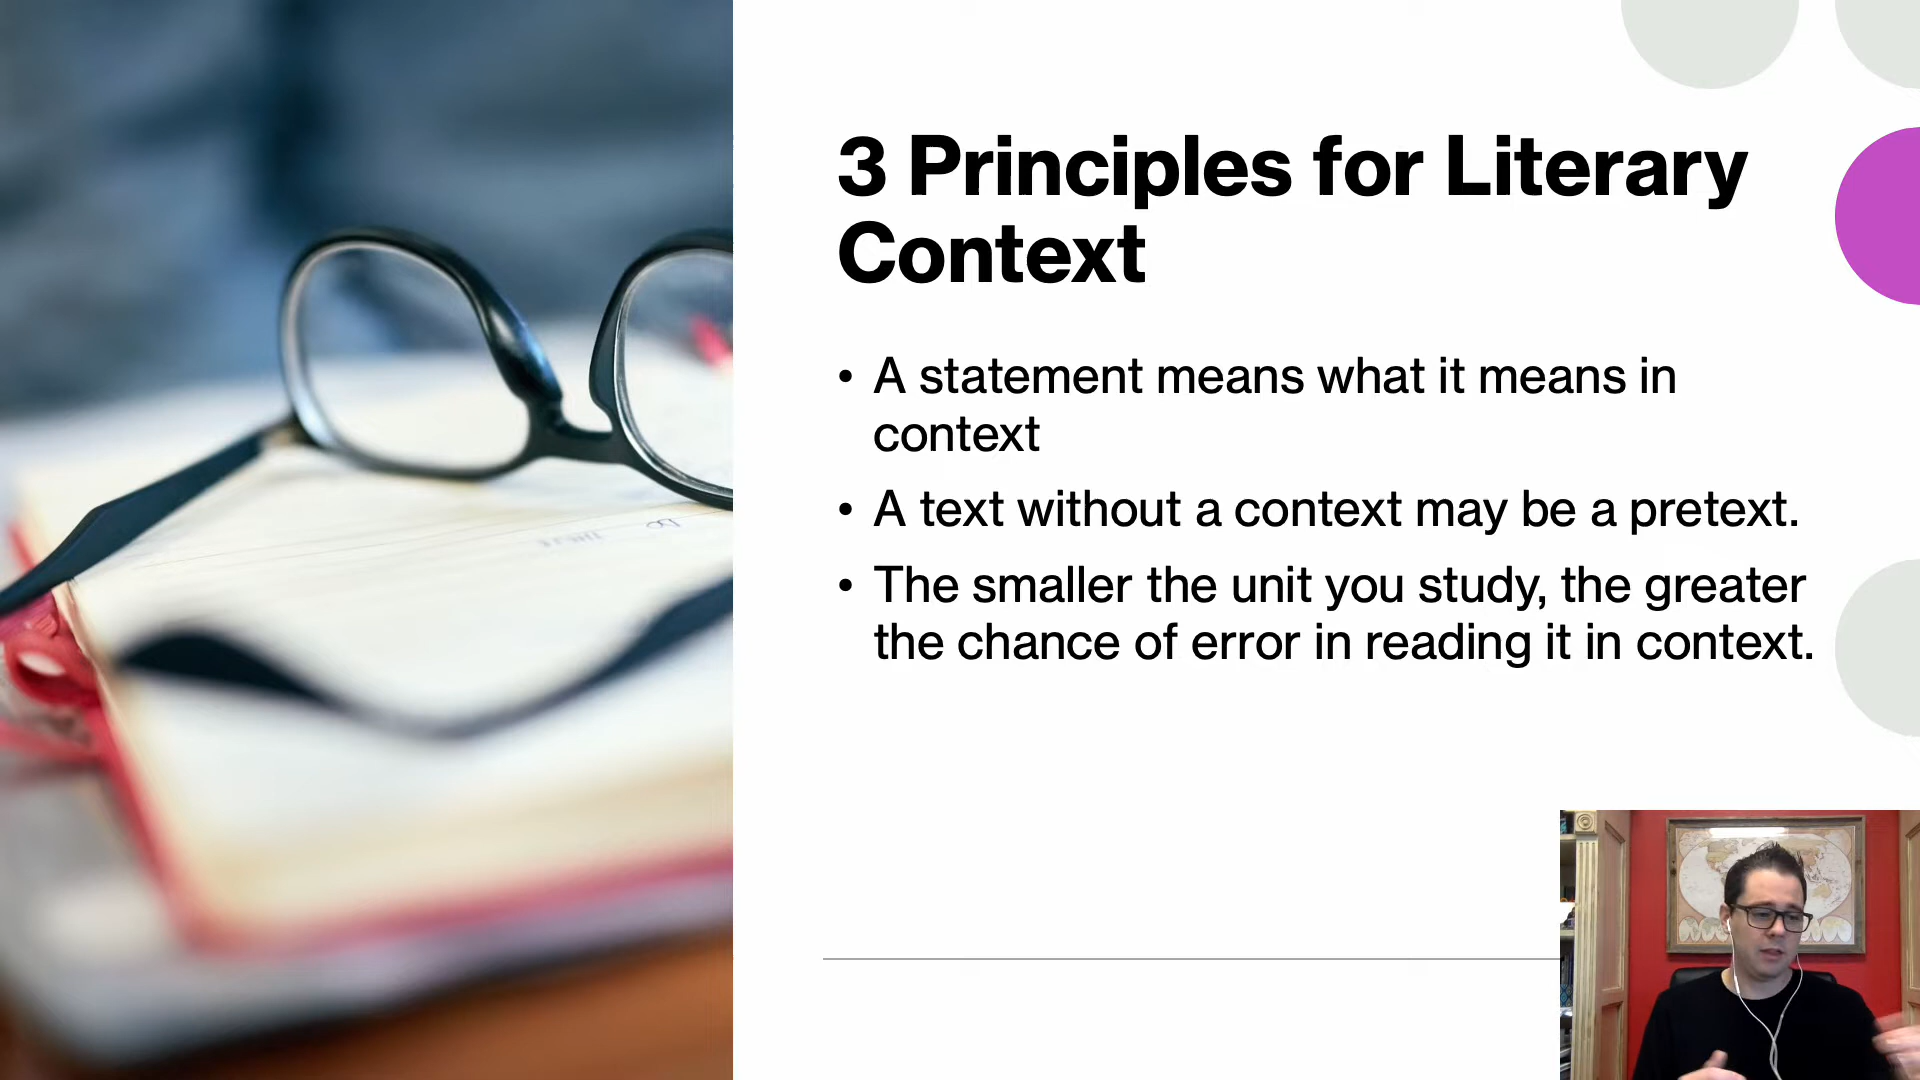 3 Principles for Literary
Context
• A statement means what it means in
context
• A text without a context may be a pretext.
• The smaller the unit you study, the greater
the chance of error in reading it in context.